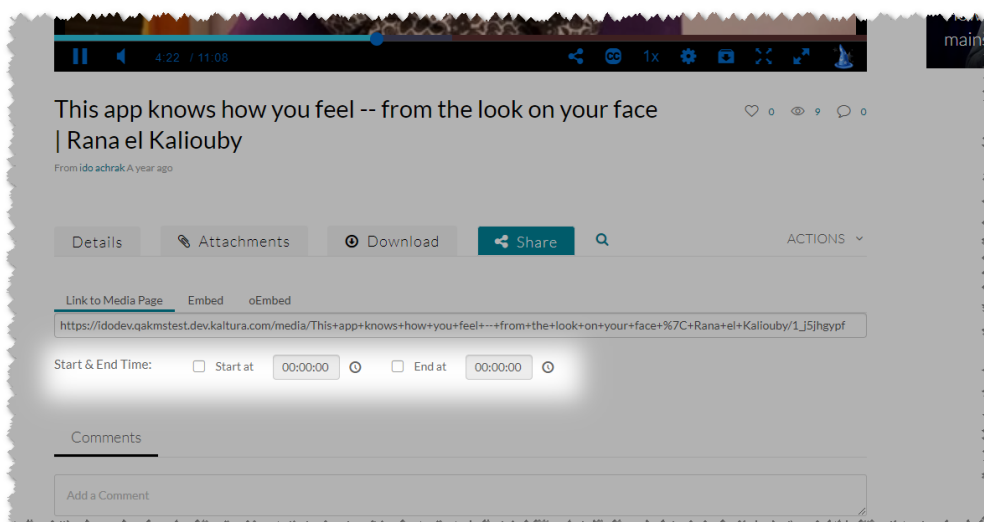 mains
4:22 / 11:08 CC 1x
This app knows how you feel -- from the look on your face
| Rana el Kaliouby
0 9 0
From ido achrak A year ago
Details Attachments Download Share ACTIONS
Link to Media Page Embed oEmbed
https://idodev.qakmstest.dev.kaltura.com/media/This+app+knows+how+you+feel+--+from+the+look+on+your+face+%7C+Rana+el+Kaliouby/1_j5jhgypf
Start & End Time: Start at 00:00:00 End at 00:00:00
Comments
Add a Comment